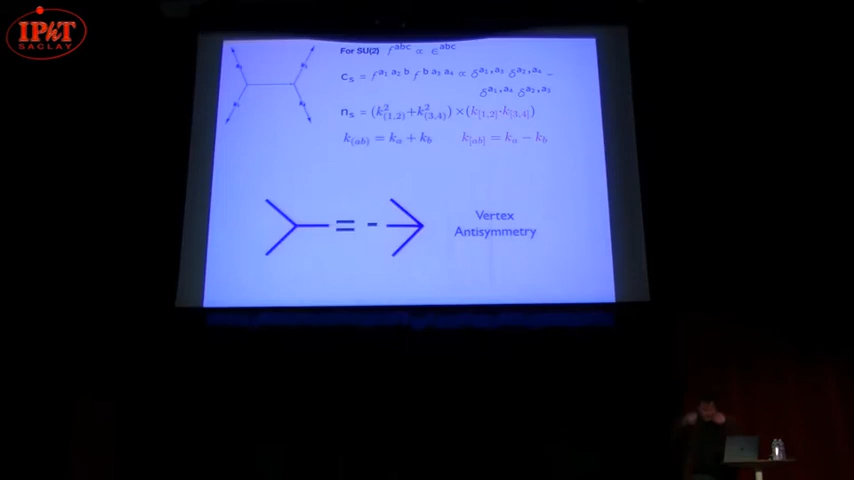 IPhT
SACLAY
For SU(2) f^{abc} ∝ ε^{abc}
c_s = f^{a_1 a_2 b} f^{b a_3 a_4} ∝ δ^{a_1,a_3} δ^{a_2,a_4} −
δ^{a_1,a_4} δ^{a_2,a_3}
n_s = (k^2_{(1,2)}+k^2_{(3,4)}) ×(k_{[1,2]}·k_{[3,4]})
k_{(ab)} = k_a + k_b k_{[ab]} = k_a − k_b
= -
Vertex
Antisymmetry